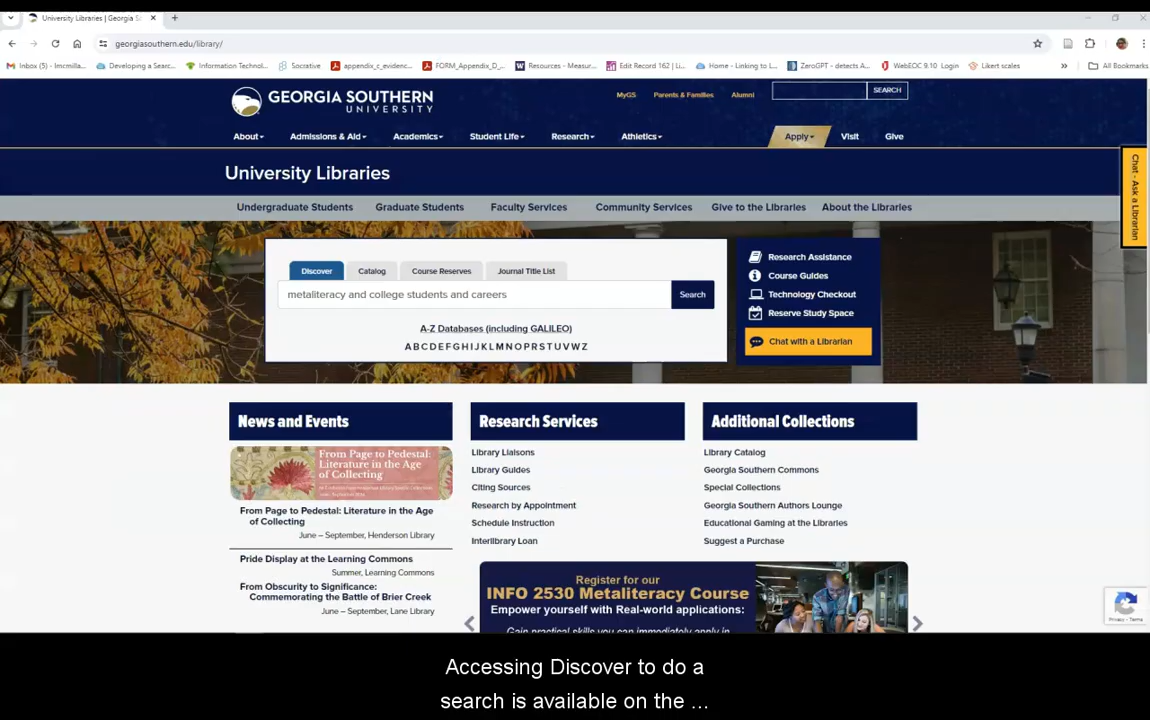 University Libraries | Georgia S
georgiasouthern.edu/library/
Inbox (5) - lmcmilla...
Developing a Searc...
Information Technol...
Socrative
appendix_c_evidenc...
FORM_Appendix_D_...
Resources - Measur...
Edit Record 162 | Li...
Home - Linking to L...
ZeroGPT - detects A...
WebEOC 9.10 Login
Likert scales
All Bookmarks
GEORGIA SOUTHERN
UNIVERSITY
MyGS
Parents & Families
Alumni
SEARCH
About
Admissions & Aid
Academics
Student Life
Research
Athletics
Apply
Visit
Give
University Libraries
Chat - Ask a Librarian
Undergraduate Students
Graduate Students
Faculty Services
Community Services
Give to the Libraries
About the Libraries
Discover
Catalog
Course Reserves
Journal Title List
metaliteracy and college students and careers
Search
A-Z Databases (including GALILEO)
A B C D E F G H I J K L M N O P R S T U V W Z
Research Assistance
Course Guides
Technology Checkout
Reserve Study Space
Chat with a Librarian
News and Events
From Page to Pedestal:
Literature in the Age
of Collecting
From Page to Pedestal: Literature in the Age
of Collecting
June – September, Henderson Library
Pride Display at the Learning Commons
Summer, Learning Commons
From Obscurity to Significance:
Commemorating the Battle of Brier Creek
June – September, Lane Library
Research Services
Library Liaisons
Library Guides
Citing Sources
Research by Appointment
Schedule Instruction
Interlibrary Loan
Additional Collections
Library Catalog
Georgia Southern Commons
Special Collections
Georgia Southern Authors Lounge
Educational Gaming at the Libraries
Suggest a Purchase
Register for our
INFO 2530 Metaliteracy Course
Empower yourself with Real-world applications:
Gain practical skills you can immediately apply in
Privacy - Terms
Accessing Discover to do a
search is available on the ...